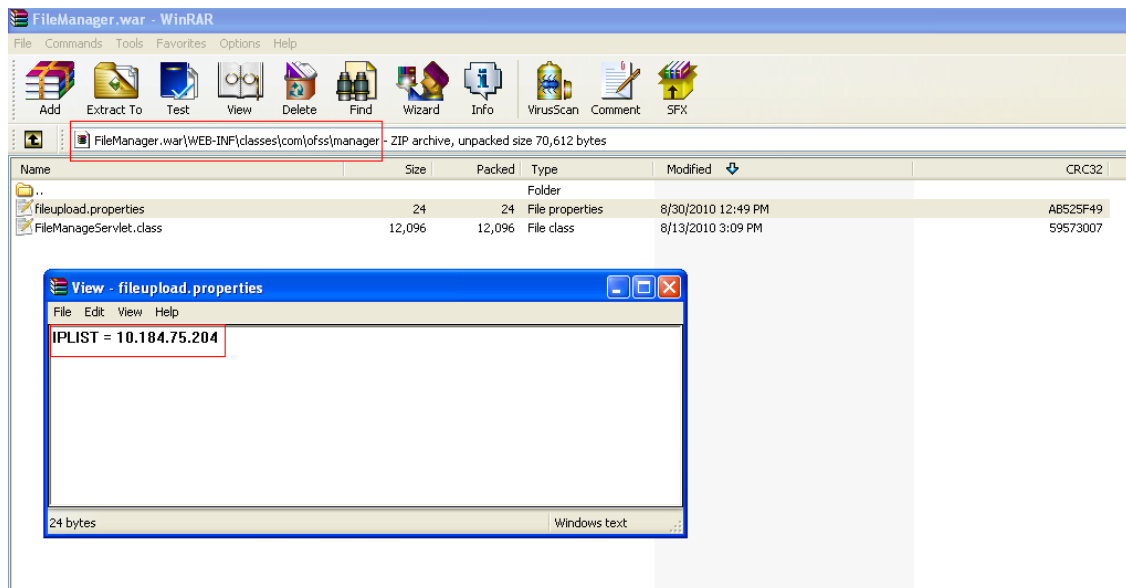 FileManager.war - WinRAR
File Commands Tools Favorites Options Help
Add Extract To Test View Delete Find Wizard Info VirusScan Comment SFX
FileManager.war\WEB-INF\classes\com\ofss\manager - ZIP archive, unpacked size 70,612 bytes
Name Size Packed Type Modified CRC32
.. Folder
fileupload.properties 24 24 File properties 8/30/2010 12:49 PM AB525F49
FileManageServlet.class 12,096 12,096 File class 8/13/2010 3:09 PM 59573007
View - fileupload.properties
File Edit View Help
IPLIST = 10.184.75.204
24 bytes Windows text